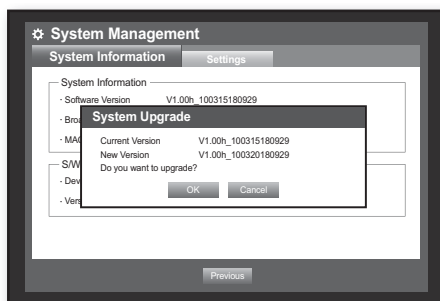 System Management
System Information
Settings
System Information
· Software Version V1.00h_100315180929
· Broa
· MAC
S/W
· Dev
· Vers
System Upgrade
Current Version V1.00h_100315180929
New Version V1.00h_100320180929
Do you want to upgrade?
OK Cancel
Previous